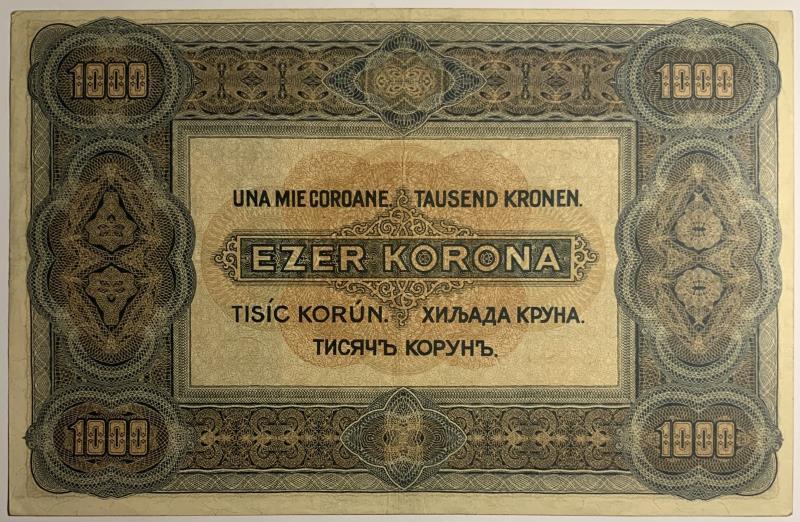 1000 1000
UNA MIE COROANE. TAUSEND KRONEN.
EZER KORONA
TISÍC KORÚN. ХИЉАДА КРУНА.
ТИСЯЧЪ КОРУНЪ.
1000 1000